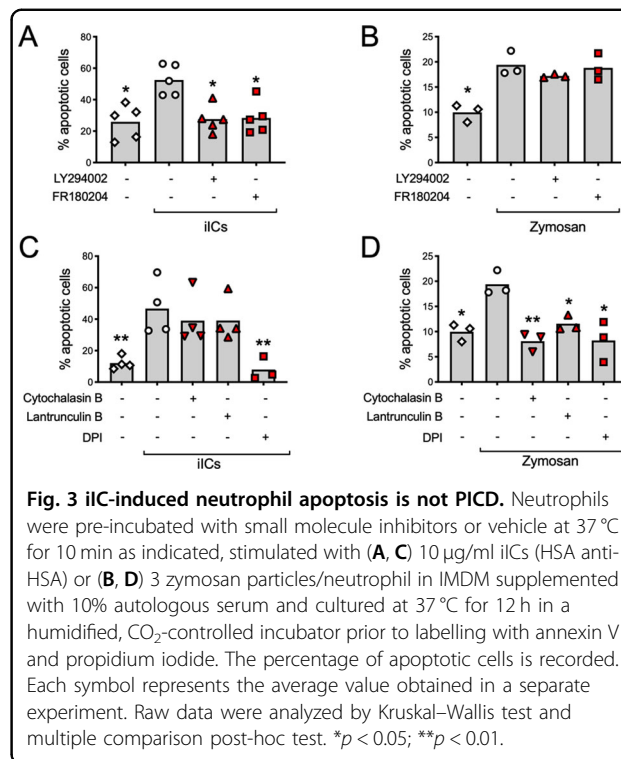 A
B
% apoptotic cells
% apoptotic cells
80
60
40
20
0
25
20
15
10
5
0
* * *
*
LY294002 - - + -
FR180204 - - - +
iICs
LY294002 - - + -
FR180204 - - - +
Zymosan
C
D
% apoptotic cells
% apoptotic cells
80
60
40
20
0
25
20
15
10
5
0
** **
* ** * *
Cytochalasin B - - + - -
Lantrunculin B - - - + -
DPI - - - - +
iICs
Cytochalasin B - - + - -
Lantrunculin B - - - + -
DPI - - - - +
Zymosan
Fig. 3 iIC-induced neutrophil apoptosis is not PICD. Neutrophils
were pre-incubated with small molecule inhibitors or vehicle at 37 °C
for 10 min as indicated, stimulated with (A, C) 10 μg/ml iICs (HSA anti-
HSA) or (B, D) 3 zymosan particles/neutrophil in IMDM supplemented
with 10% autologous serum and cultured at 37 °C for 12 h in a
humidified, CO₂-controlled incubator prior to labelling with annexin V
and propidium iodide. The percentage of apoptotic cells is recorded.
Each symbol represents the average value obtained in a separate
experiment. Raw data were analyzed by Kruskal–Wallis test and
multiple comparison post-hoc test. *p < 0.05; **p < 0.01.